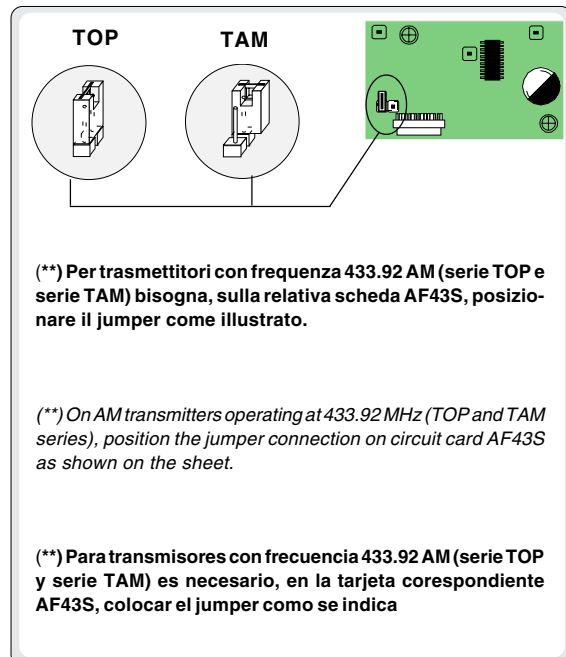 TOP TAM
(**) Per trasmettitori con frequenza 433.92 AM (serie TOP e
serie TAM) bisogna, sulla relativa scheda AF43S, posizio-
nare il jumper come illustrato.
(**) On AM transmitters operating at 433.92 MHz (TOP and TAM
series), position the jumper connection on circuit card AF43S
as shown on the sheet.
(**) Para transmisores con frecuencia 433.92 AM (serie TOP
y serie TAM) es necesario, en la tarjeta corespondiente
AF43S, colocar el jumper como se indica